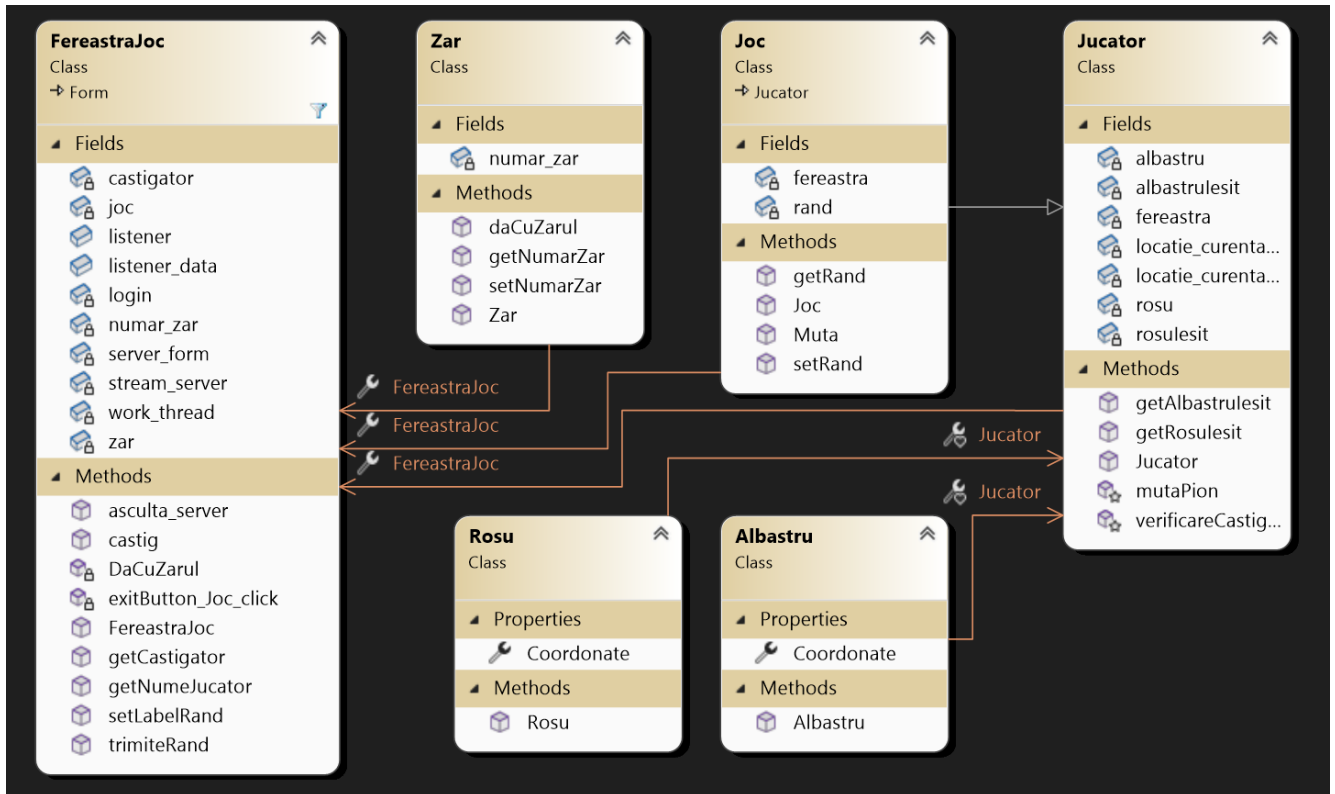 FereastraJoc
Class
Form
Fields
castigator
joc
listener
listener_data
login
numar_zar
server_form
stream_server
work_thread
zar
Methods
asculta_server
castig
DaCuZarul
exitButton_Joc_click
FereastraJoc
getCastigator
getNumeJucator
setLabelRand
trimiteRand
Zar
Class
Fields
numar_zar
Methods
daCuZarul
getNumarZar
setNumarZar
Zar
Joc
Class
Jucator
Fields
fereastra
rand
Methods
getRand
Joc
Muta
setRand
Jucator
Class
Fields
albastru
albastruIesit
fereastra
locatie_curenta...
locatie_curenta...
rosu
rosuIesit
Methods
getAlbastruIesit
getRosuIesit
Jucator
mutaPion
verificareCastig...
FereastraJoc
FereastraJoc
FereastraJoc
Jucator
Jucator
Rosu
Class
Properties
Coordonate
Methods
Rosu
Albastru
Class
Properties
Coordonate
Methods
Albastru